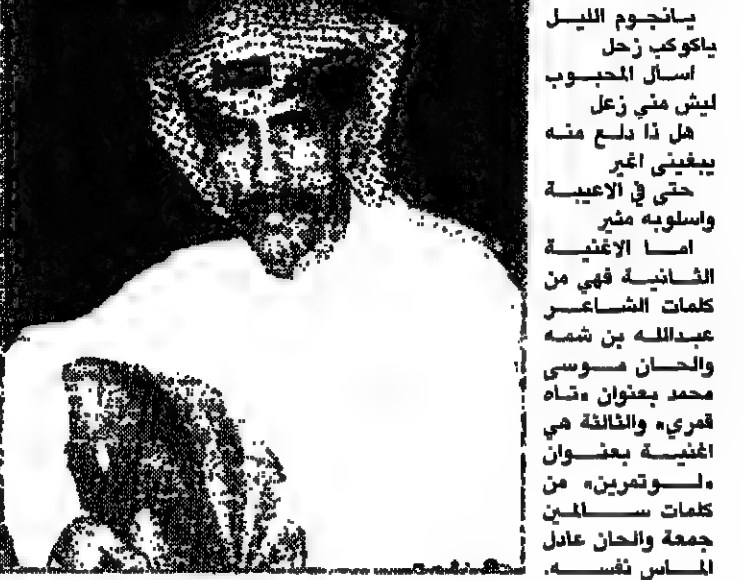 يانجوم الليل
ياكوكب زحل
اسأل المحبوب
ليش مني زعل
هل ذا دلع منه
يبغيني اغير
حتى في الاعيبة
واسلوبه مثير
اما الاغنية
الثانية فهي من
كلمات الشاعر
عبدالله بن شمه
والحان موسى
محمد بعنوان «تاه
قمري» والثالثة هي
اغنية بعنوان
«لوتمرين» من
كلمات سالمين
جمعة والحان عادل
الماس نفسه.